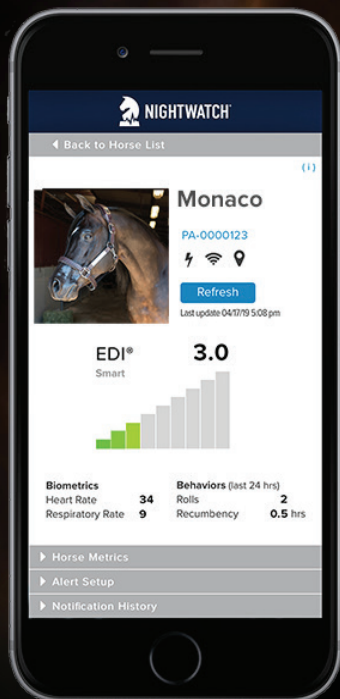 NIGHTWATCH™
Back to Horse List
(i)
Monaco
PA-0000123
Refresh
Last update 04/17/19 5:08 pm
EDI® 3.0
Smart
Biometrics Behaviors (last 24 hrs)
Heart Rate 34 Rolls 2
Respiratory Rate 9 Recumbency 0.5 hrs
Horse Metrics
Alert Setup
Notification History